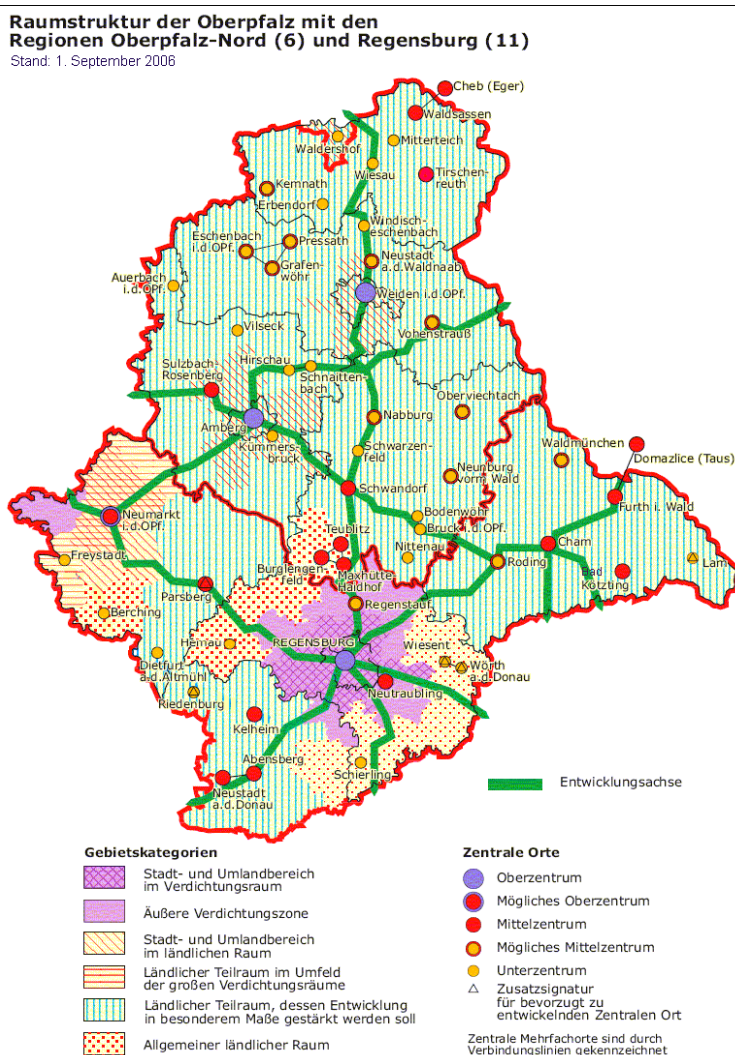 Raumstruktur der Oberpfalz mit den
Regionen Oberpfalz-Nord (6) und Regensburg (11)
Stand: 1. September 2006
Cheb (Eger)
Waldsassen
Mitterteich
Waldershof
Wiesau
Tirschen-
reuth
Kemnath
Erbendorf
Windisch-
eschenbach
Eschenbach
i.d.OPf.
Pressath
Grafen-
wöhr
Neustadt
a.d.Waldnaab
Auerbach
i.d.OPf.
Weiden i.d.OPf.
Vilseck
Vohenstrauß
Hirschau
Sulzbach-
Rosenberg
Schnaitten-
bach
Oberviechtach
Nabburg
Amberg
Kümmers-
bruck
Waldmünchen
Domazlice (Taus)
Schwarzen-
feld
Neunburg
vorm Wald
Schwandorf
Furth i. Wald
Neumarkt
i.d.OPf.
Bodenwöhr
Bruck i.d.OPf.
Teublitz
Cham
Freystadt
Nittenau
Roding
Lam
Burglengen-
feld
Maxhütte
Haidhof
Bad
Kötzting
Parsberg
Regenstauf
Berching
Hemau
REGENSBURG
Wiesent
Dietfurt
a.d.Altmühl
Wörth
a.d.Donau
Riedenburg
Neutraubling
Kelheim
Abensberg
Schierling
Neustadt
a.d.Donau
Entwicklungsachse
Gebietskategorien
Stadt- und Umlandbereich
im Verdichtungsraum
Äußere Verdichtungszone
Stadt- und Umlandbereich
im ländlichen Raum
Ländlicher Teilraum im Umfeld
der großen Verdichtungsräume
Ländlicher Teilraum, dessen Entwicklung
in besonderem Maße gestärkt werden soll
Allgemeiner ländlicher Raum
Zentrale Orte
Oberzentrum
Mögliches Oberzentrum
Mittelzentrum
Mögliches Mittelzentrum
Unterzentrum
Zusatzsignatur
für bevorzugt zu
entwickelnden Zentralen Ort
Zentrale Mehrfachorte sind durch
Verbindungslinien gekennzeichnet